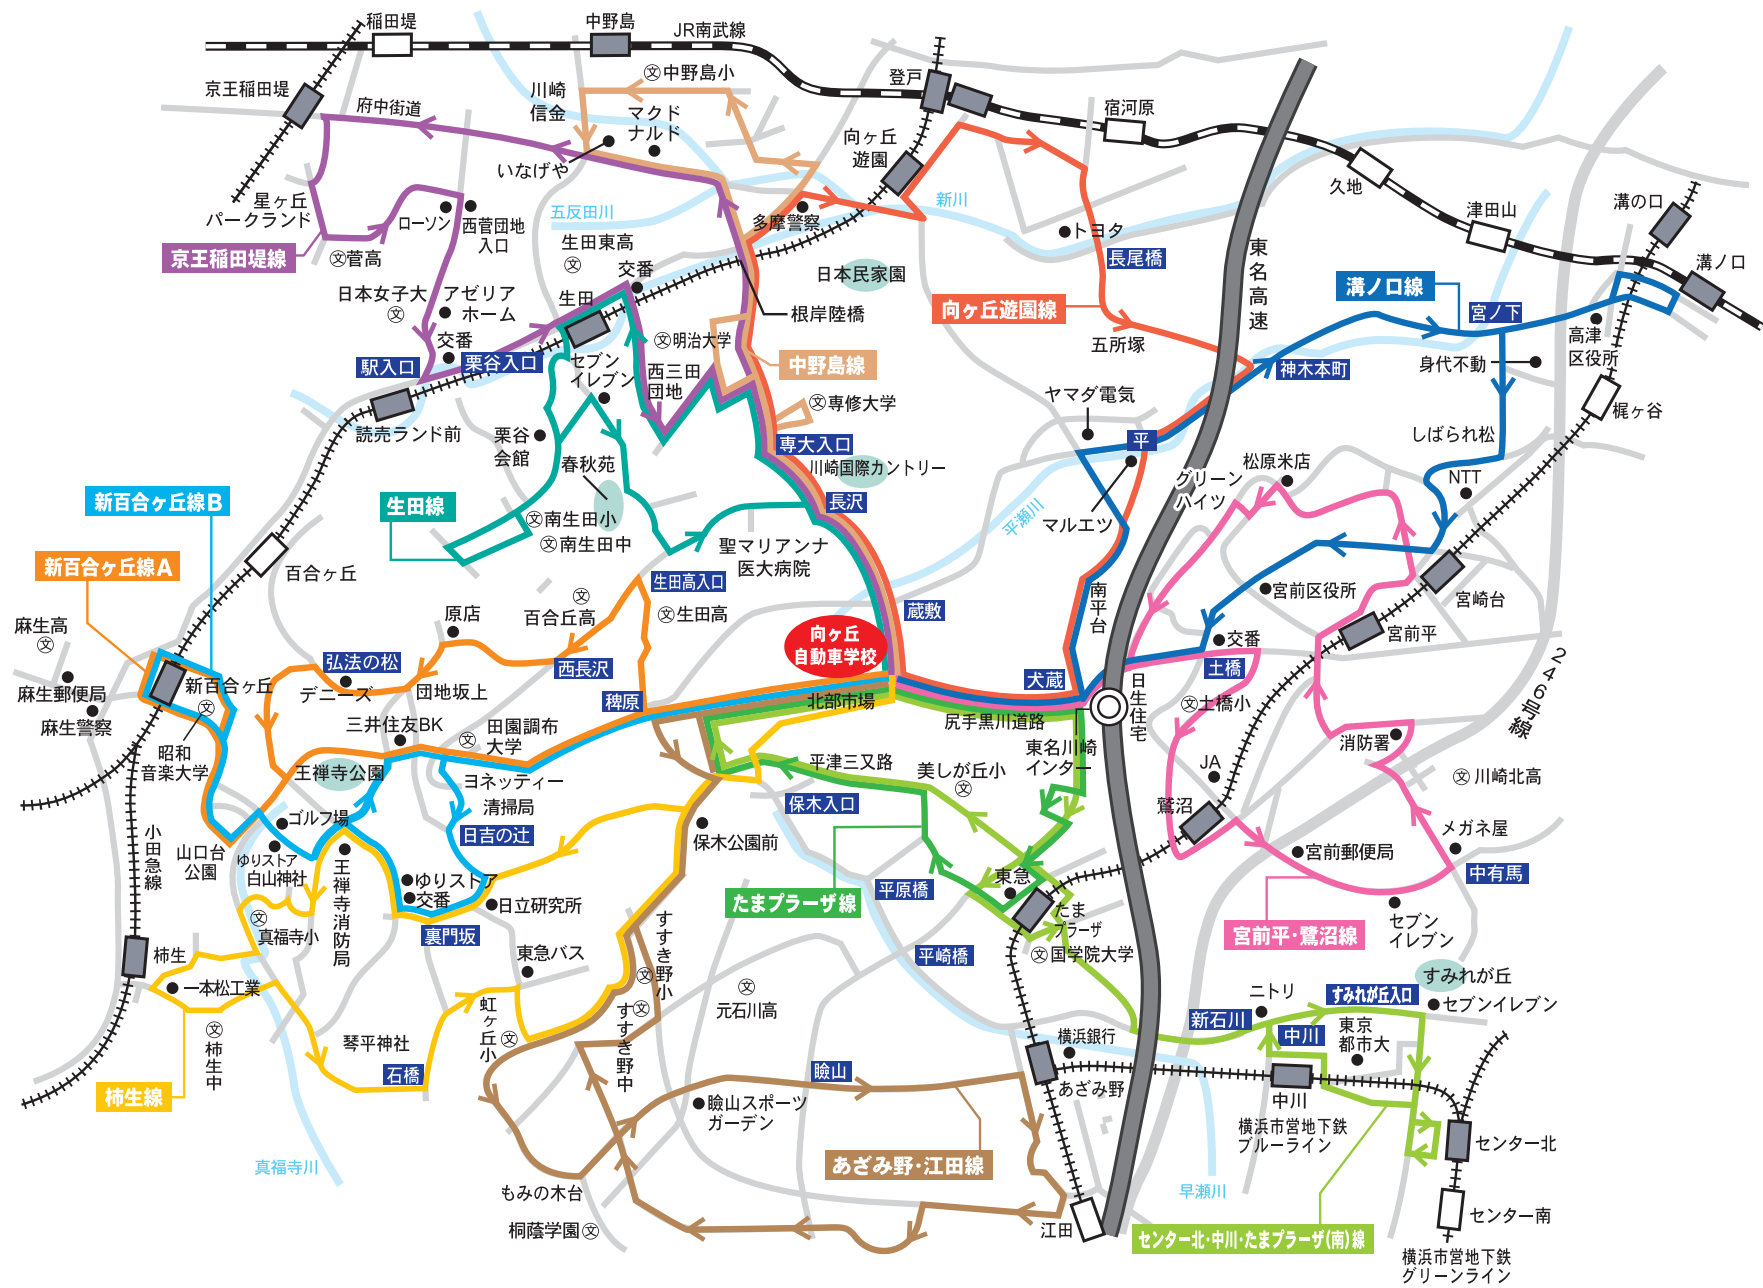 稲田堤
中野島
JR南武線
京王稲田堤
府中街道
川崎
信金
㊛中野島小
マクド
ナルド
いなげや
登戸
宿河原
向ヶ丘
遊園
久地
津田山
溝の口
溝ノ口
星ヶ丘
パークランド
京王稲田堤線
ローソン
西菅団地
入口
文菅高
五反田川
新川
生田東高
文
交番
生田
多摩警察
日本民家園
トヨタ
長尾橋
東名高速
日本女子大
文
アゼリア
ホーム
交番
駅入口
栗谷入口
根岸陸橋
向ヶ丘遊園線
五所塚
溝ノ口線
宮ノ下
高津
区役所
身代不動
神木本町
梶ヶ谷
文明治大学
セブン
イレブン
西三田
団地
中野島線
文専修大学
読売ランド前
栗谷
会館
春秋苑
専大入口
川崎国際カントリー
長沢
ヤマダ電気
平
しばられ松
松原米店
NTT
グリーン
ハイツ
マルエツ
平瀬川
生田線
文南生田小
文南生田中
聖マリアンナ
医大病院
新百合ヶ丘線B
新百合ヶ丘線A
百合ヶ丘
生田高入口
文生田高
文
百合丘高
原店
蔵敷
南平台
宮前区役所
宮崎台
宮前平
交番
土橋
文土橋小
246号線
麻生高
文
麻生郵便局
麻生警察
新百合ヶ丘
文
弘法の松
デニーズ
団地坂上
西長沢
稗原
向ヶ丘
自動車学校
犬蔵
北部市場
尻手黒川道路
日生住宅
昭和
音楽大学
三井住友BK
文
田園調布
大学
王禅寺公園
ヨネッティー
清掃局
日吉の辻
平津三又路
美しが丘小
文
東名川崎
インター
保木入口
保木公園前
消防署
JA
鷺沼
文川崎北高
メガネ屋
中有馬
宮前郵便局
小田急線
ゴルフ場
ゆりストア
白山神社
山口台
公園
王禅寺消防局
ゆりストア
交番
日立研究所
裏門坂
たまプラーザ線
平原橋
東急
たま
プラーザ
宮前平・鷺沼線
セブン
イレブン
文
真福寺小
柿生
一本松工業
文柿生中
東急バス
すすき野小
文
すすき野中
文
虹ヶ丘小
文
文
元石川高
平崎橋
文国学院大学
すみれが丘
ニトリ
すみれが丘入口
セブンイレブン
新石川
中川
東京
都市大
琴平神社
石橋
柿生線
横浜銀行
あざみ野
瞼山
瞼山スポーツ
ガーデン
中川
横浜市営地下鉄
ブルーライン
センター北
あざみ野・江田線
真福寺川
もみの木台
桐蔭学園文
早瀬川
江田
センター北・中川・たまプラーザ(南)線
センター南
横浜市営地下鉄
グリーンライン